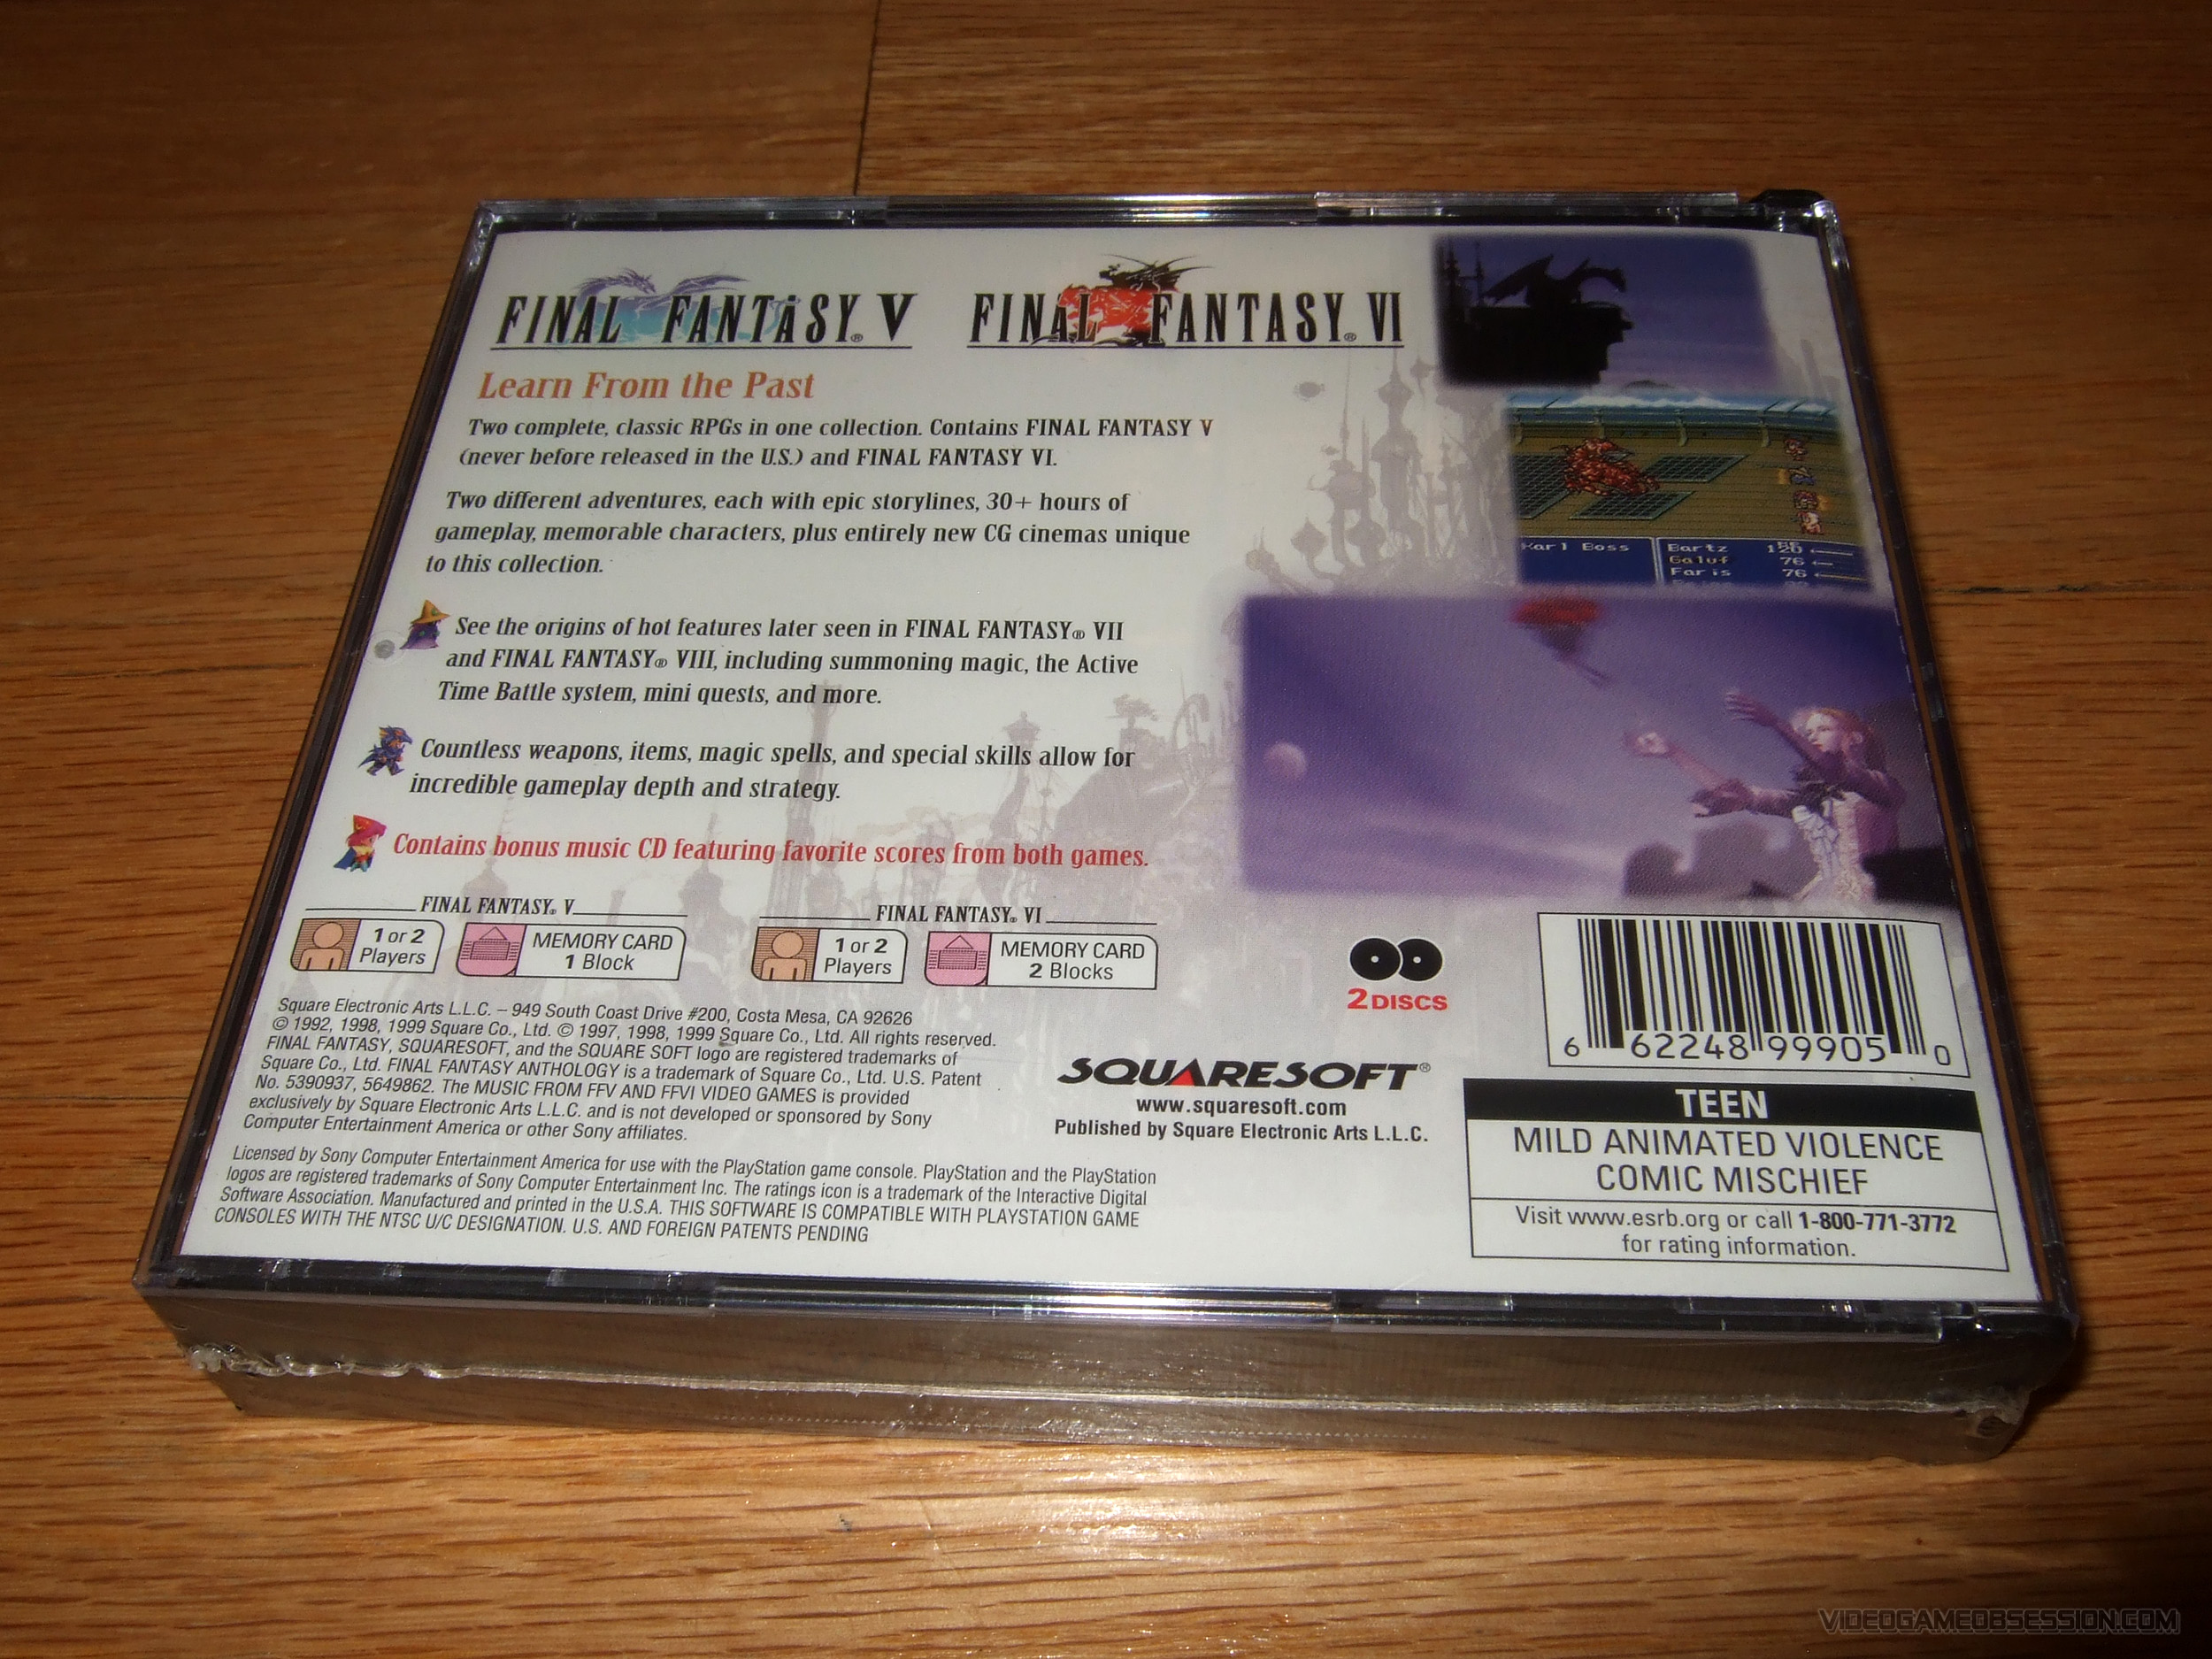 FINAL FANTASY® V
FINAL FANTASY® VI
Learn From the Past
Two complete, classic RPGs in one collection. Contains FINAL FANTASY V
(never before released in the U.S.) and FINAL FANTASY VI.
Two different adventures, each with epic storylines, 30+ hours of
gameplay, memorable characters, plus entirely new CG cinemas unique
to this collection.
See the origins of hot features later seen in FINAL FANTASY® VII
and FINAL FANTASY® VIII, including summoning magic, the Active
Time Battle system, mini quests, and more.
Countless weapons, items, magic spells, and special skills allow for
incredible gameplay depth and strategy.
Contains bonus music CD featuring favorite scores from both games.
Karl Boss
Bartz
Galuf 76
Faris 76
FINAL FANTASY® V
1 or 2
Players
MEMORY CARD
1 Block
FINAL FANTASY® VI
1 or 2
Players
MEMORY CARD
2 Blocks
2 DISCS
6 62248 99905 0
Square Electronic Arts L.L.C. – 949 South Coast Drive #200, Costa Mesa, CA 92626
© 1992, 1998, 1999 Square Co., Ltd. © 1997, 1998, 1999 Square Co., Ltd. All rights reserved.
FINAL FANTASY, SQUARESOFT, and the SQUARE SOFT logo are registered trademarks of
Square Co., Ltd. FINAL FANTASY ANTHOLOGY is a trademark of Square Co., Ltd. U.S. Patent
No. 5390937, 5649862. The MUSIC FROM FFV AND FFVI VIDEO GAMES is provided
exclusively by Square Electronic Arts L.L.C. and is not developed or sponsored by Sony
Computer Entertainment America or other Sony affiliates.
Licensed by Sony Computer Entertainment America for use with the PlayStation game console. PlayStation and the PlayStation
logos are registered trademarks of Sony Computer Entertainment Inc. The ratings icon is a trademark of the Interactive Digital
Software Association. Manufactured and printed in the U.S.A. THIS SOFTWARE IS COMPATIBLE WITH PLAYSTATION GAME
CONSOLES WITH THE NTSC U/C DESIGNATION. U.S. AND FOREIGN PATENTS PENDING
SQUARESOFT®
www.squaresoft.com
Published by Square Electronic Arts L.L.C.
TEEN
MILD ANIMATED VIOLENCE
COMIC MISCHIEF
Visit www.esrb.org or call 1-800-771-3772
for rating information.
VIDEOGAMEOBSESSION.COM